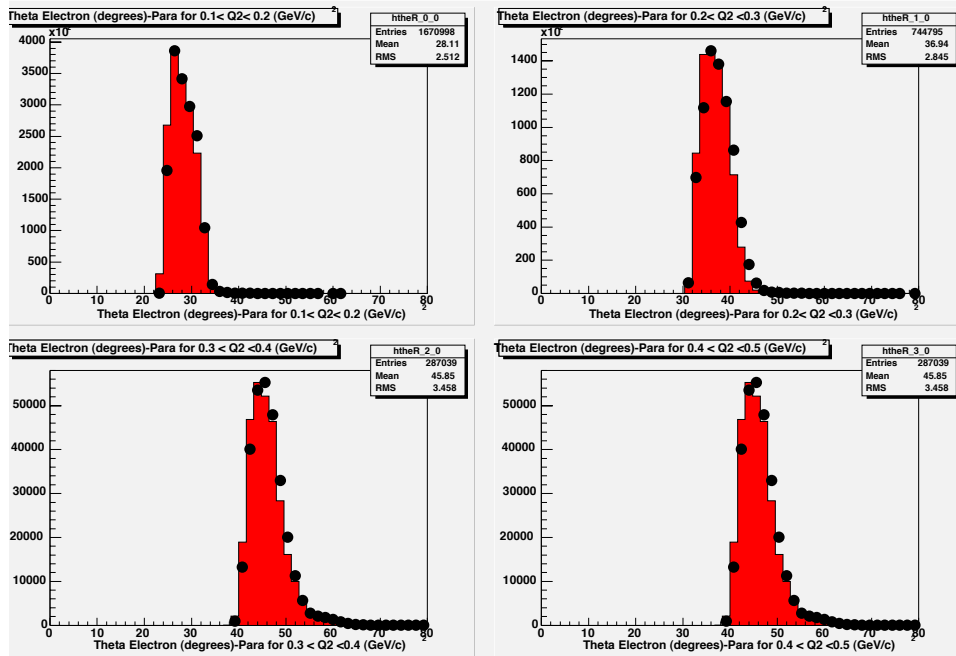 Theta Electron (degrees)-Para for 0.1< Q2< 0.2 (GeV/c) 2
htheR_0_0
Entries 1670998
Mean 28.11
RMS 2.512
4000
3500
3000
2500
2000
1500
1000
500
0
0 10 20 30 40 50 60 70 80
Theta Electron (degrees)-Para for 0.1< Q2< 0.2 (GeV/c) 2
Theta Electron (degrees)-Para for 0.2< Q2 <0.3 (GeV/c) 2
htheR_1_0
Entries 744795
Mean 36.94
RMS 2.845
1400
1200
1000
800
600
400
200
0
0 10 20 30 40 50 60 70 80
Theta Electron (degrees)-Para for 0.2< Q2 <0.3 (GeV/c) 2
Theta Electron (degrees)-Para for 0.3 < Q2 <0.4 (GeV/c) 2
htheR_2_0
Entries 287039
Mean 45.85
RMS 3.458
50000
40000
30000
20000
10000
0
0 10 20 30 40 50 60 70 80
Theta Electron (degrees)-Para for 0.3 < Q2 <0.4 (GeV/c) 2
Theta Electron (degrees)-Para for 0.4 < Q2 <0.5 (GeV/c) 2
htheR_3_0
Entries 287039
Mean 45.85
RMS 3.458
50000
40000
30000
20000
10000
0
0 10 20 30 40 50 60 70 80
Theta Electron (degrees)-Para for 0.4 < Q2 <0.5 (GeV/c) 2